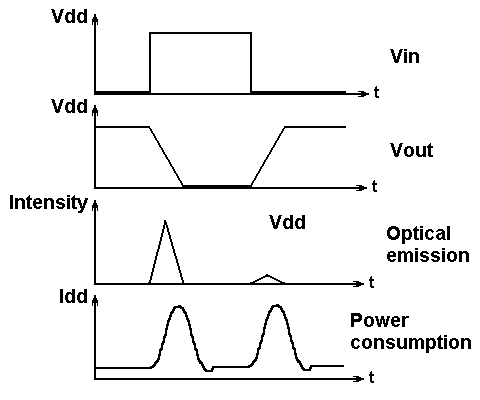 Vdd
Vin
t
Vdd
Vout
t
Intensity
Vdd
Optical
emission
t
Idd
Power
consumption
t